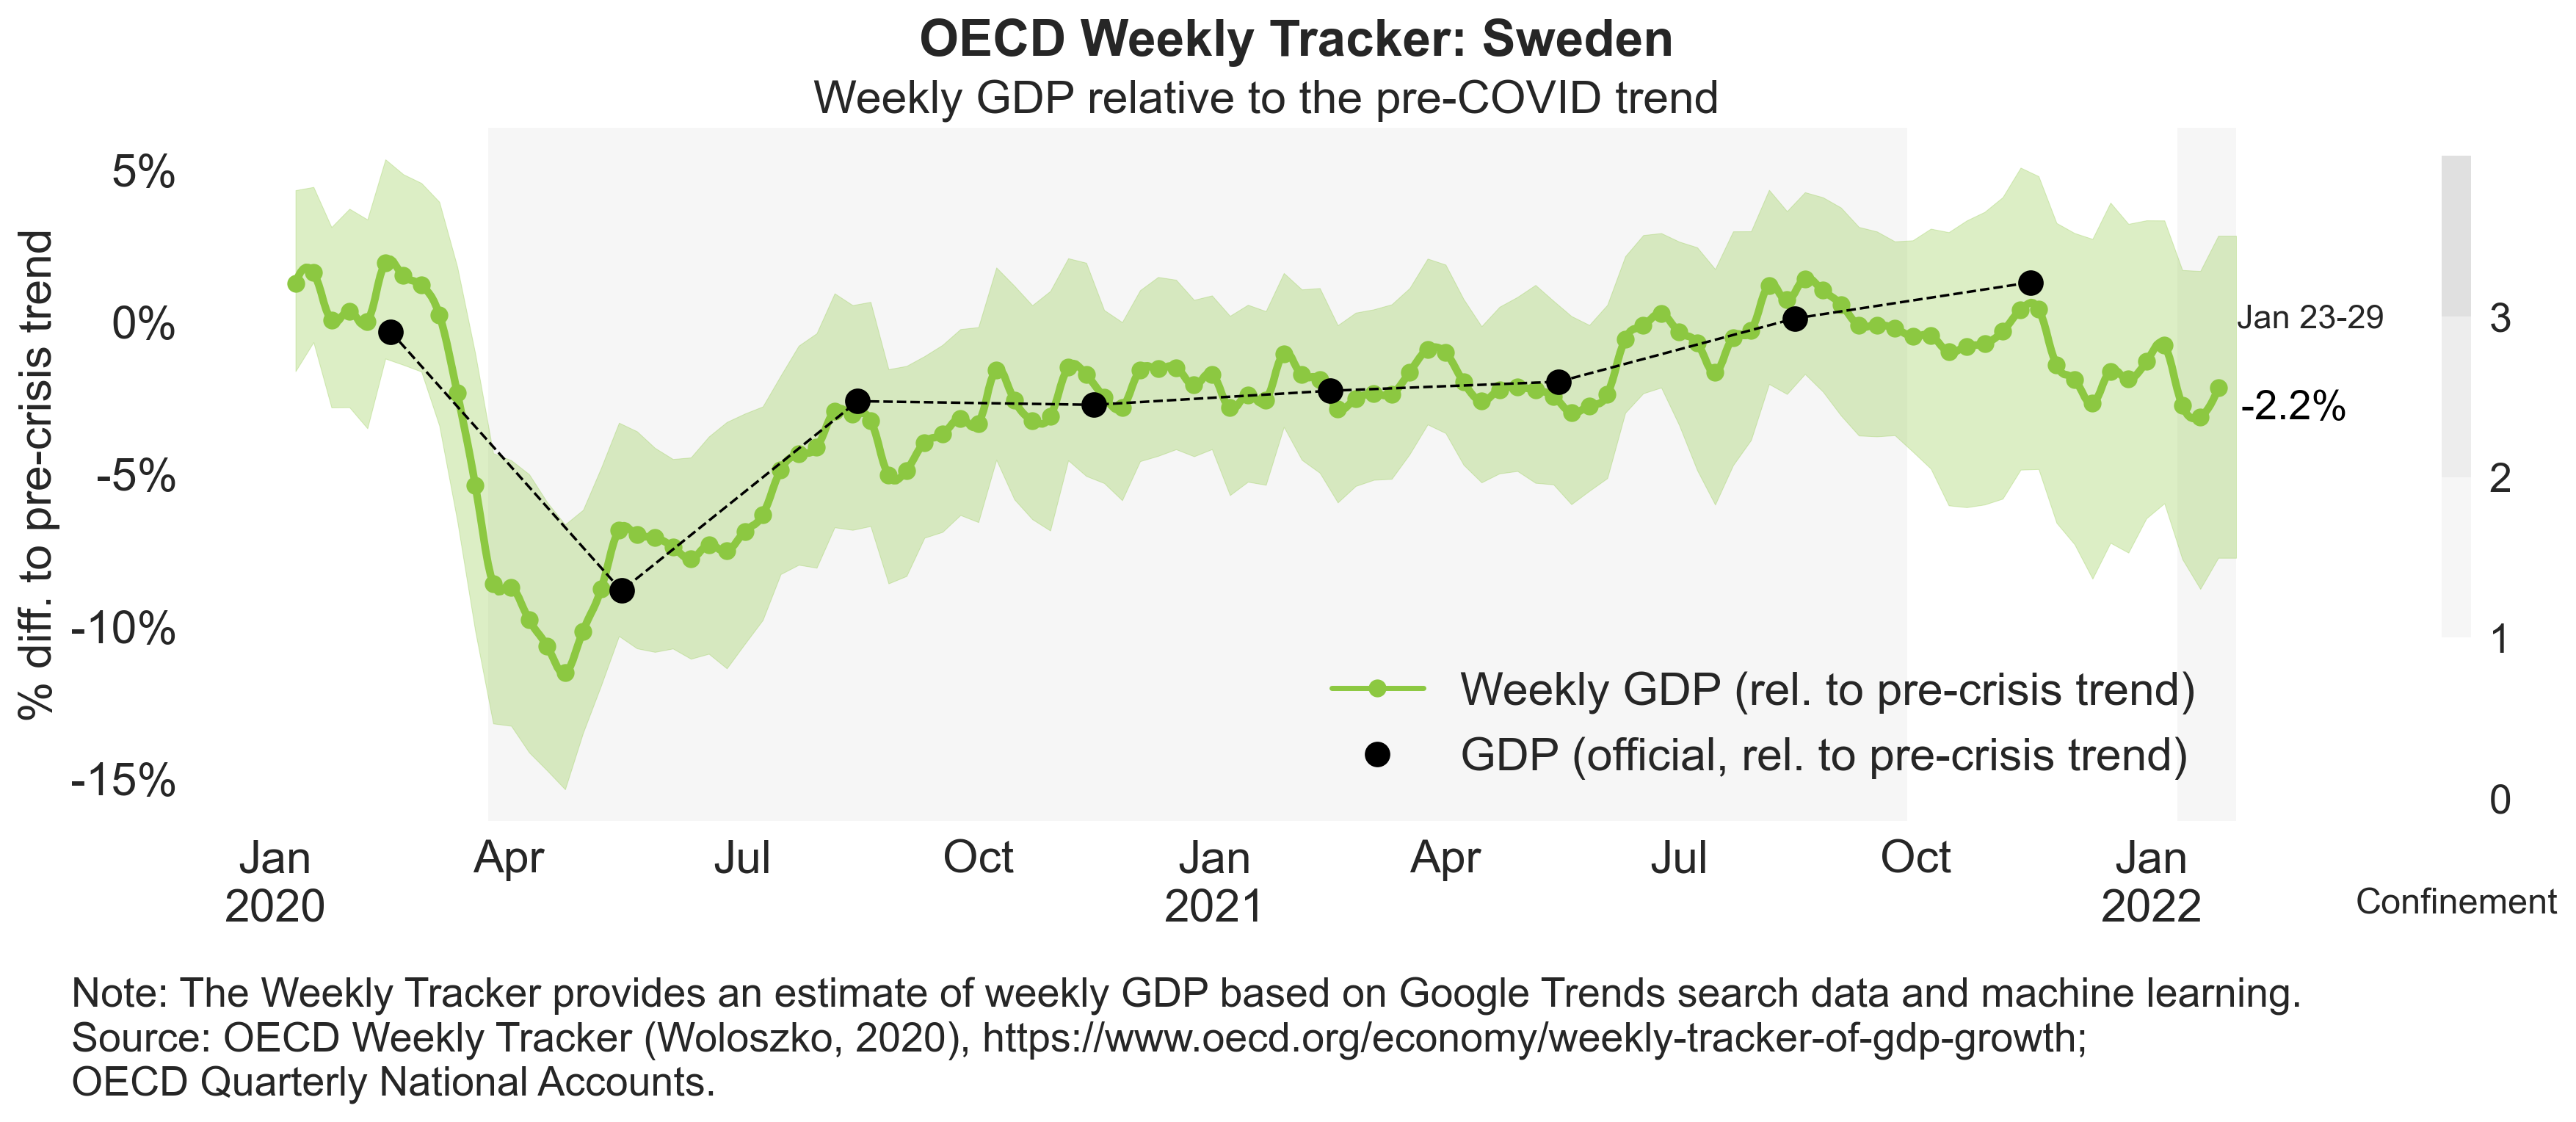 OECD Weekly Tracker: Sweden
Weekly GDP relative to the pre-COVID trend
% diff. to pre-crisis trend
5%
0%
-5%
-10%
-15%
Jan 23-29
-2.2%
3
2
1
0
Confinement
Weekly GDP (rel. to pre-crisis trend)
GDP (official, rel. to pre-crisis trend)
Jan Apr Jul Oct Jan Apr Jul Oct Jan
2020 2021 2022
Note: The Weekly Tracker provides an estimate of weekly GDP based on Google Trends search data and machine learning.
Source: OECD Weekly Tracker (Woloszko, 2020), https://www.oecd.org/economy/weekly-tracker-of-gdp-growth;
OECD Quarterly National Accounts.